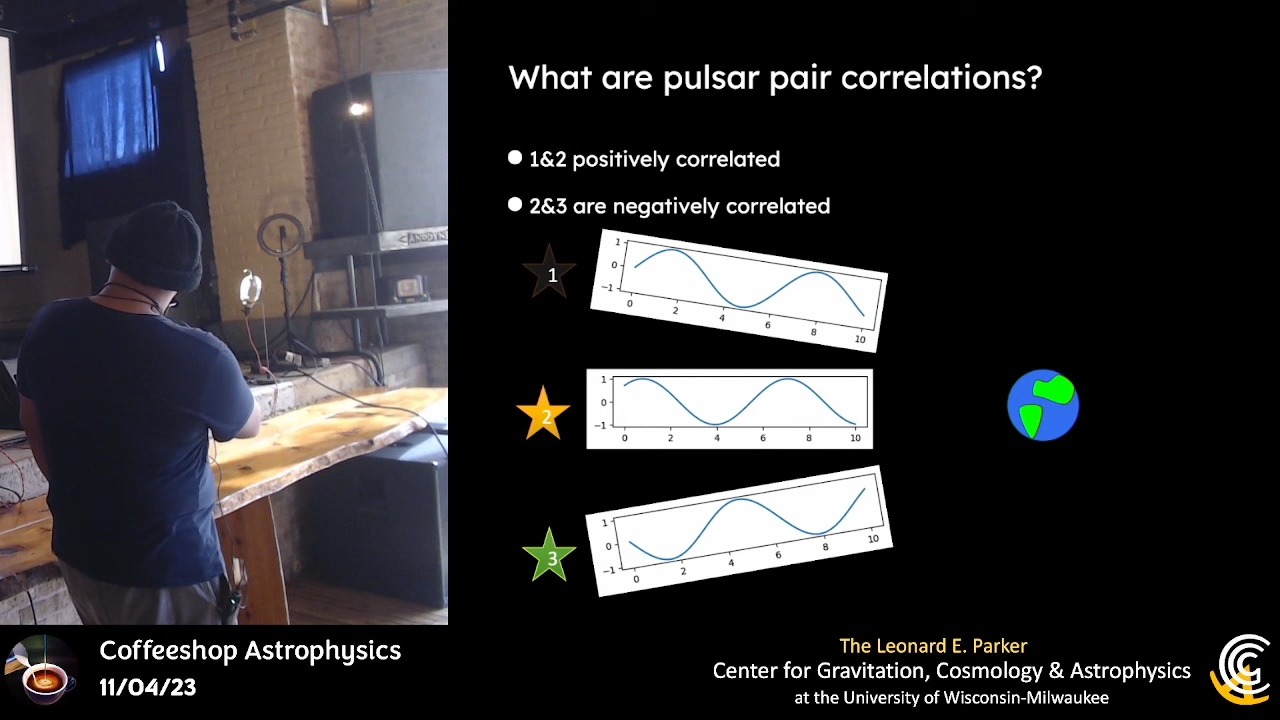 What are pulsar pair correlations?
1&2 positively correlated
2&3 are negatively correlated
1
1
0
−1
0 2 4 6 8 10
2
1
0
−1
0 2 4 6 8 10
3
1
0
−1
0 2 4 6 8 10
Coffeeshop Astrophysics
11/04/23
The Leonard E. Parker
Center for Gravitation, Cosmology & Astrophysics
at the University of Wisconsin-Milwaukee